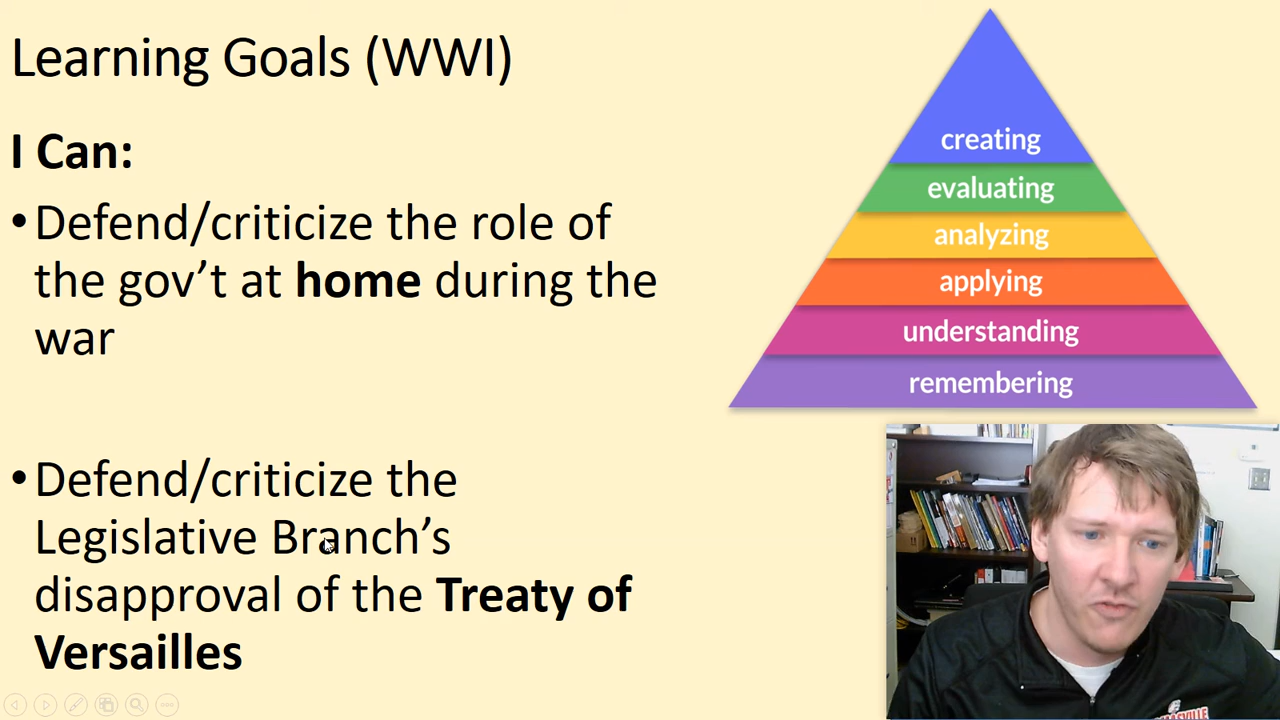 Learning Goals (WWI)
I Can:
•Defend/criticize the role of
the gov’t at home during the
war
•Defend/criticize the
Legislative Branch’s
disapproval of the Treaty of
Versailles
creating
evaluating
analyzing
applying
understanding
remembering